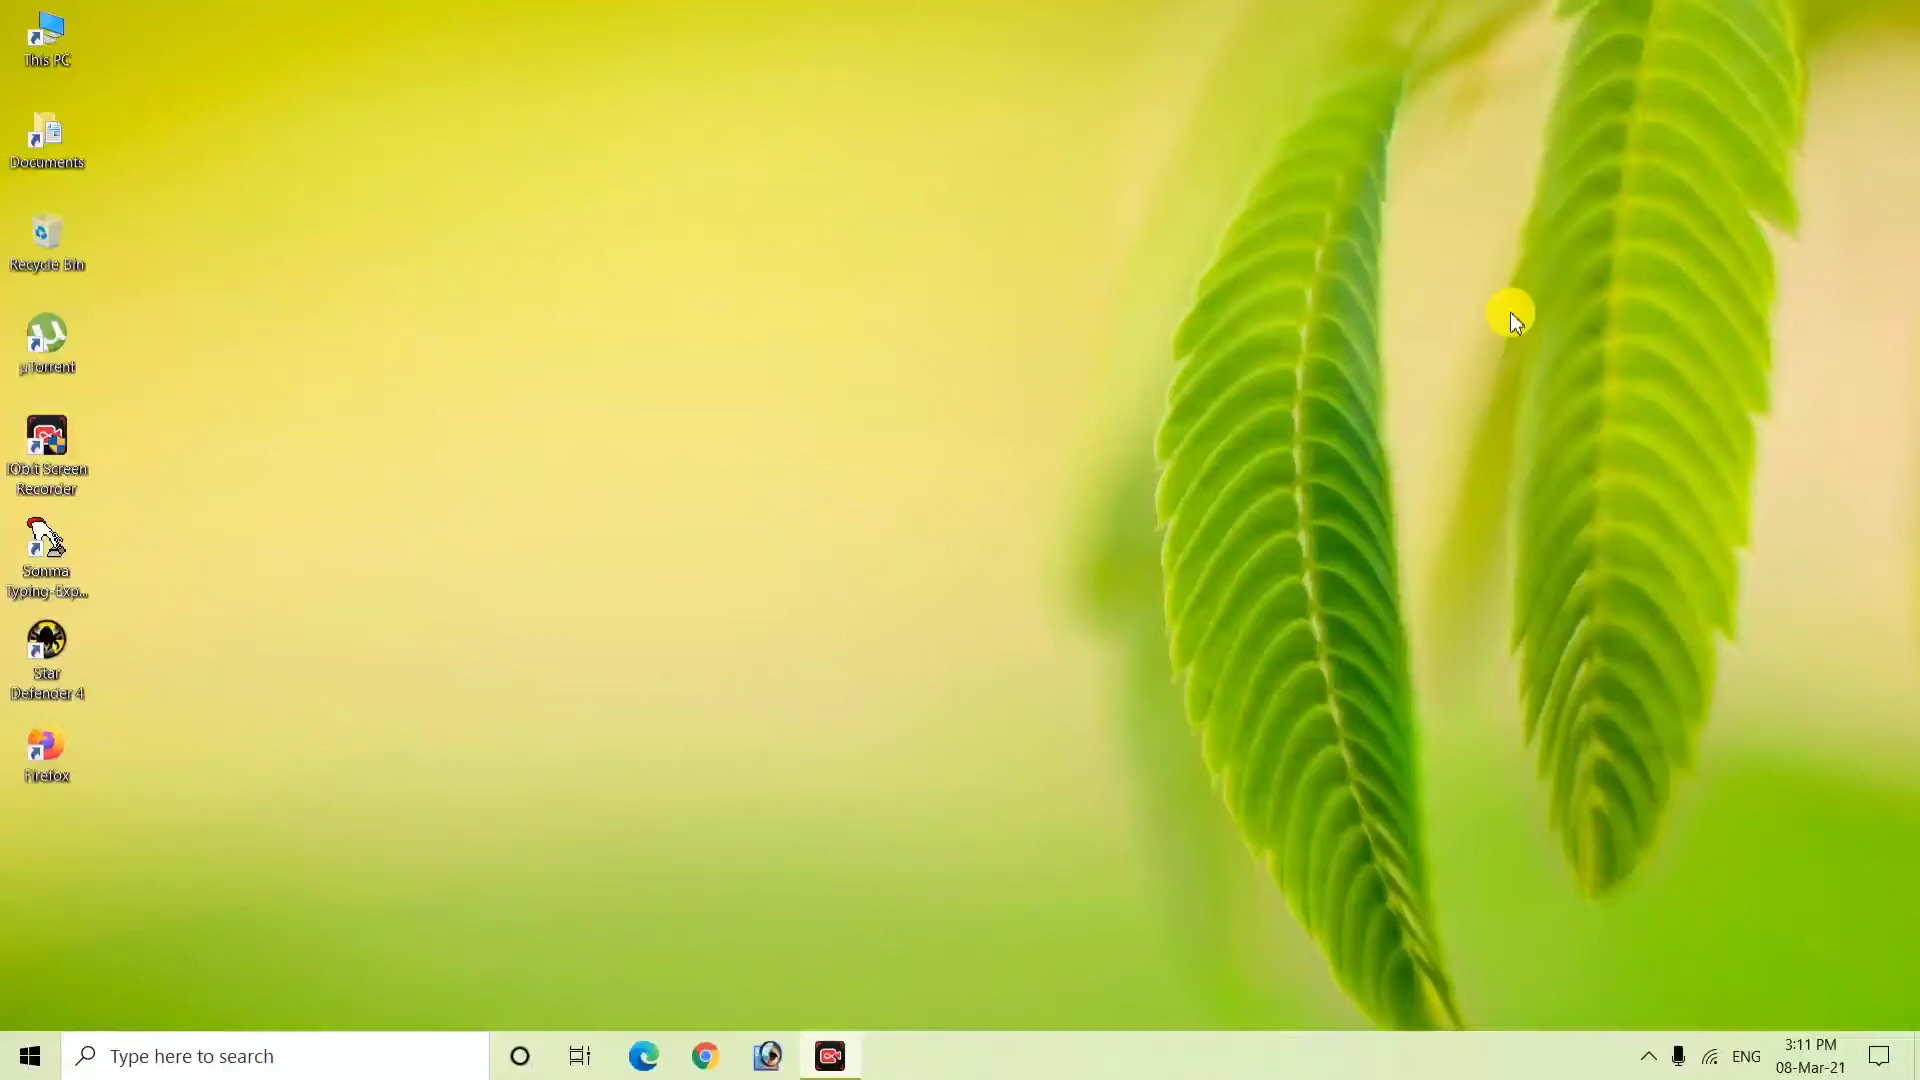 This PC
Documents
Recycle Bin
µTorrent
IObit Screen
Recorder
Sonma
Typing-Exp...
Star
Defender 4
Firefox
Type here to search
ENG
3:11 PM
08-Mar-21